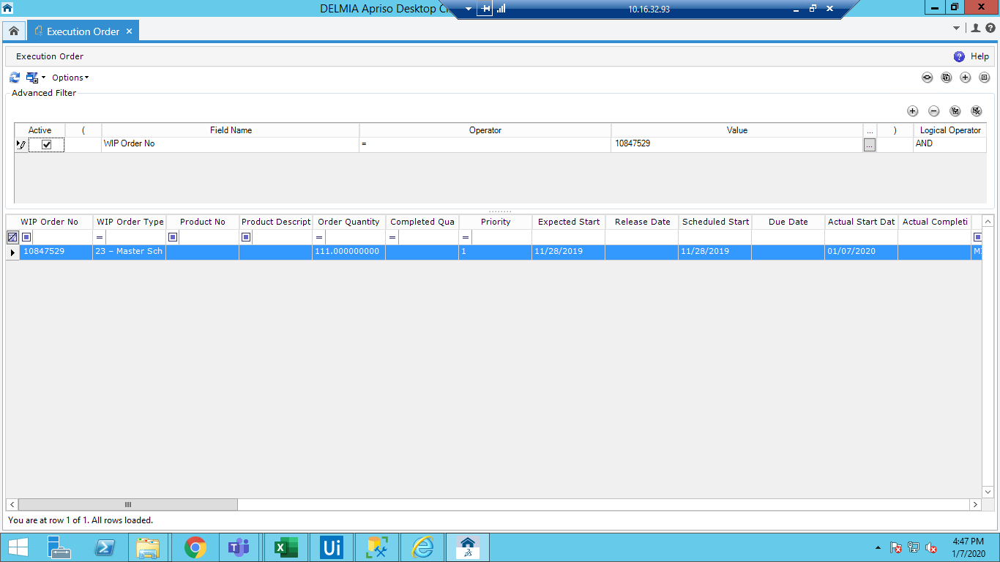 DELMIA Apriso Desktop Cl
10.16.32.93
Execution Order
Execution Order
Help
Options
Advanced Filter
Active ( Field Name Operator Value ... ) Logical Operator
WIP Order No = 10847529 ... AND
WIP Order No WIP Order Type Product No Product Descript Order Quantity Completed Qua Priority Expected Start Release Date Scheduled Start Due Date Actual Start Dat Actual Completi
= = = =
10847529 23 – Master Sch 111.000000000 1 11/28/2019 11/28/2019 01/07/2020
You are at row 1 of 1. All rows loaded.
Ui
4:47 PM
1/7/2020